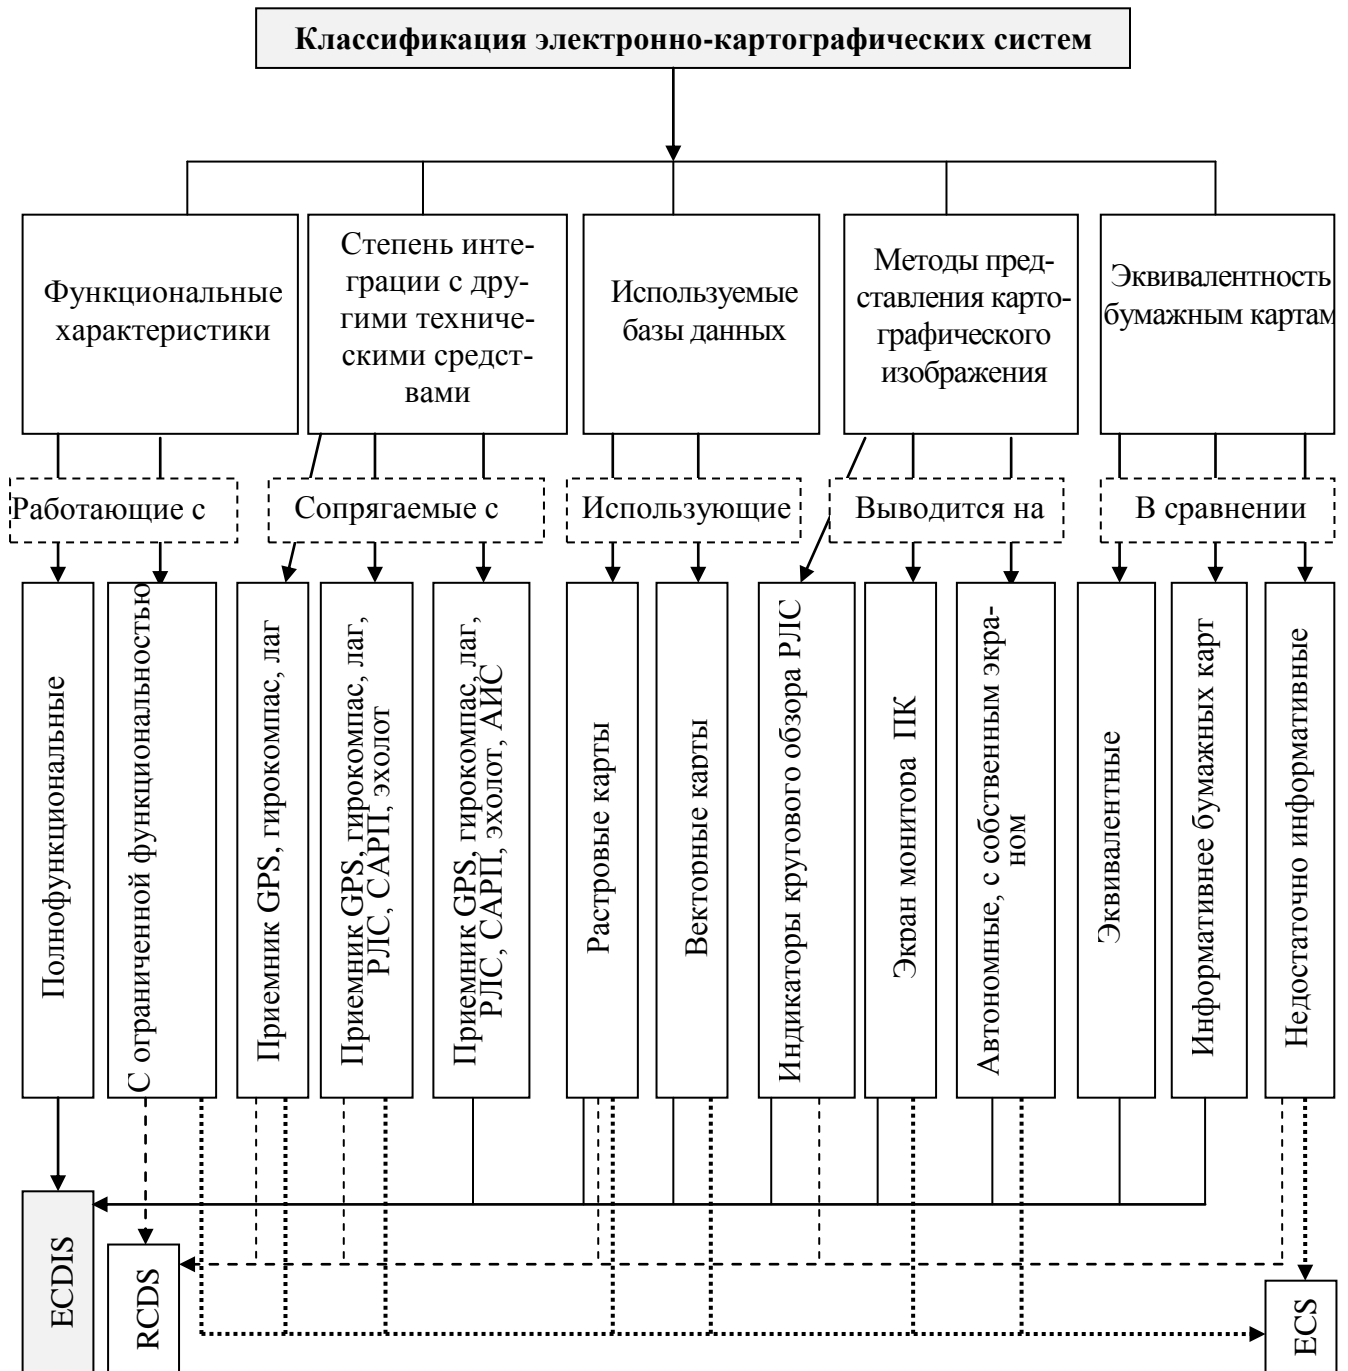 Классификация электронно-картографических систем
Функциональные
характеристики
Степень инте-
грации с дру-
гими техниче-
скими средст-
вами
Используемые
базы данных
Методы пред-
ставления карто-
графического
изображения
Эквивалентность
бумажным картам
Работающие с
Сопрягаемые с
Использующие
Выводится на
В сравнении
Полнофункциональные
С ограниченной функциональностью
Приемник GPS, гирокомпас, лаг
Приемник GPS, гирокомпас, лаг,
РЛС, САРП, эхолот
Приемник GPS, гирокомпас, лаг,
РЛС, САРП, эхолот, АИС
Растровые карты
Векторные карты
Индикаторы кругового обзора РЛС
Экран монитора ПК
Автономные, с собственным экра-
ном
Эквивалентные
Информативнее бумажных карт
Недостаточно информативные
ECDIS
RCDS
ECS